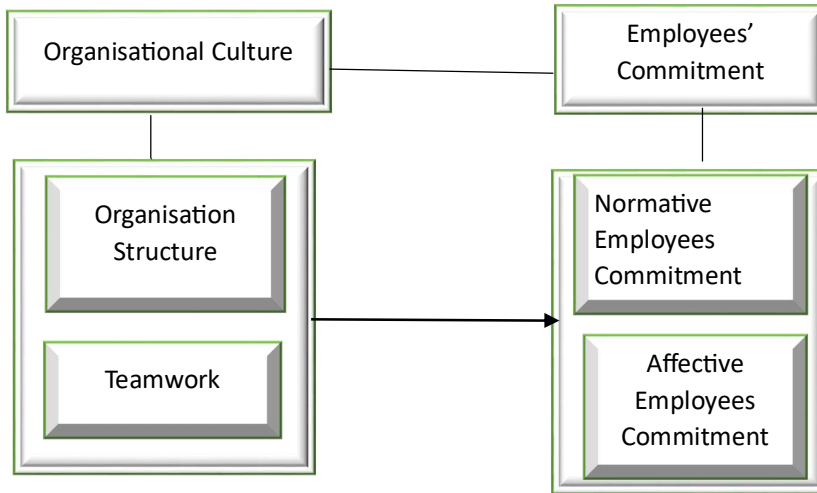 Organisational Culture
Employees’
Commitment
Organisation
Structure
Teamwork
Normative
Employees
Commitment
Affective
Employees
Commitment